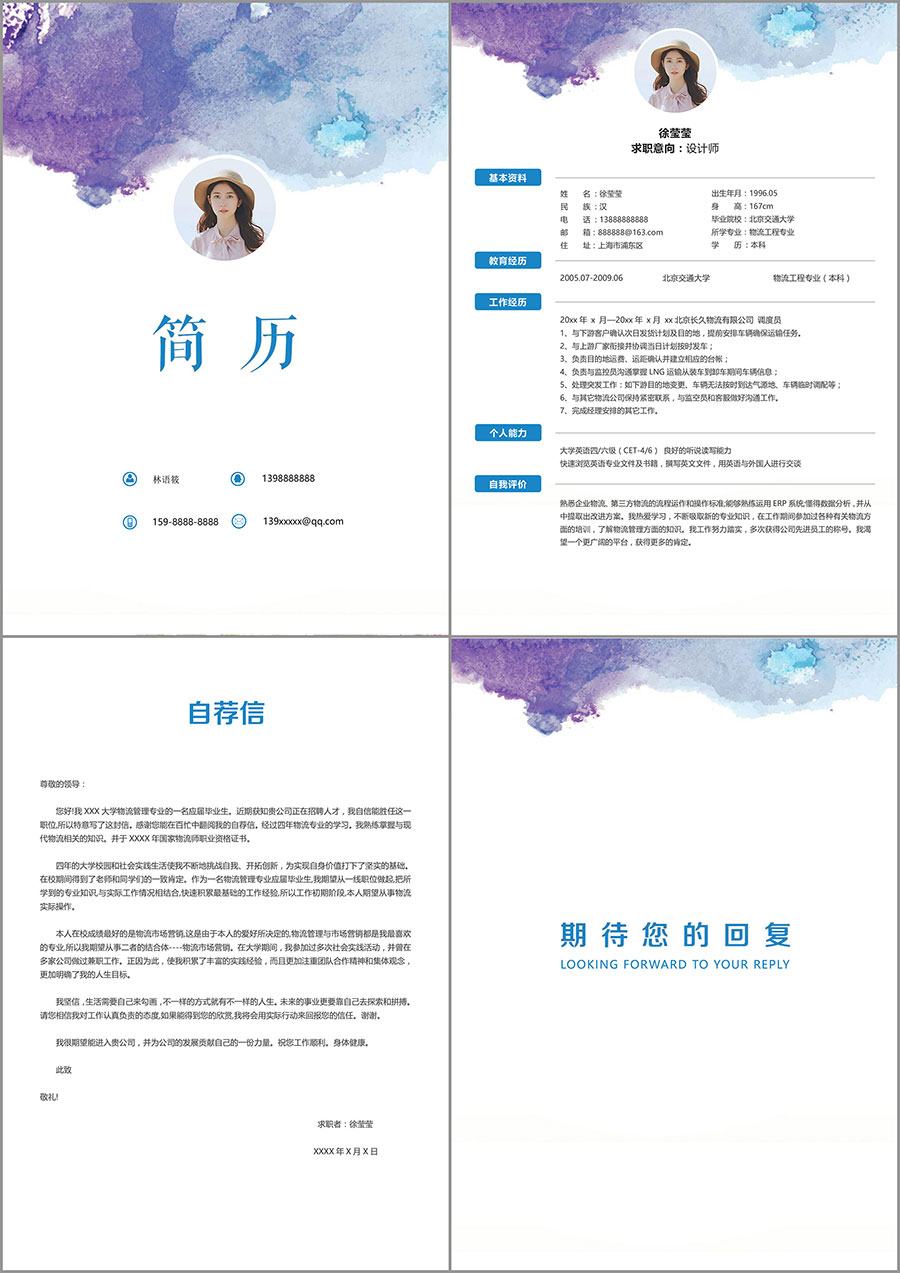 简 历
林语筱 1398888888
159-8888-8888 139xxxxx@qq.com
徐莹莹
求职意向：设计师
基本资料
姓 名：徐莹莹 出生年月：1996.05
民 族：汉 身 高：167cm
电 话：13888888888 毕业院校：北京交通大学
邮 箱：888888@163.com 所学专业：物流工程专业
住 址：上海市浦东区 学 历：本科
教育经历
2005.07-2009.06 北京交通大学 物流工程专业（本科）
工作经历
20xx 年 x 月—20xx 年 x 月 xx 北京长久物流有限公司 调度员
1、与下游客户确认次日发货计划及目的地，提前安排车辆确保运输任务。
2、与上游厂家衔接并协调当日计划按时发车；
3、负责目的地运费、运距确认并建立相应的台帐；
4、负责与监控员沟通掌握 LNG 运输从装车到卸车期间车辆信息；
5、处理突发工作：如下游目的地变更、车辆无法按时到达气源地、车辆临时调配等；
6、与其它物流公司保持紧密联系，与监空员和客服做好沟通工作。
7、完成经理安排的其它工作。
个人能力
大学英语四/六级（CET-4/6） 良好的听说读写能力
快速浏览英语专业文件及书籍，撰写英文文件，用英语与外国人进行交谈
自我评价
熟悉企业物流、第三方物流的流程运作和操作标准;能够熟练运用 ERP 系统;懂得数据分析，并从
中提取出改进方案。我热爱学习，不断吸取新的专业知识，在工作期间参加过各种有关物流方
面的培训，了解物流管理方面的知识。我工作努力踏实，多次获得公司先进员工的称号。我渴
望一个更广阔的平台，获得更多的肯定。
自荐信
尊敬的领导：
您好!我 XXX 大学物流管理专业的一名应届毕业生。近期获知贵公司正在招聘人才，我自信能胜任这一
职位,所以特意写了这封信。感谢您能在百忙中翻阅我的自荐信。经过四年物流专业的学习。我熟练掌握与现
代物流相关的知识。并于 XXXX 年国家物流师职业资格证书。
四年的大学校园和社会实践生活使我不断地挑战自我、开拓创新，为实现自身价值打下了坚实的基础。
在校期间得到了老师和同学们的一致肯定。作为一名物流管理专业应届毕业生,我期望从一线职位做起,把所
学到的专业知识,与实际工作情况相结合,快速积累最基础的工作经验,所以工作初期阶段,本人期望从事物流
实际操作。
本人在校成绩最好的是物流市场营销,这是由于本人的爱好所决定的,物流管理与市场营销都是我最喜欢
的专业,所以我期望从事二者的结合体----物流市场营销。在大学期间，我参加过多次社会实践活动，并曾在
多家公司做过兼职工作。正因为此，使我积累了丰富的实践经验，而且更加注重团队合作精神和集体观念，
更加明确了我的人生目标。
我坚信，生活需要自己来勾画，不一样的方式就有不一样的人生。未来的事业更要靠自己去探索和拼搏。
请您相信我对工作认真负责的态度,如果能得到您的欣赏,我将会用实际行动来回报您的信任。谢谢。
我很期望能进入贵公司，并为公司的发展贡献自己的一份力量。祝您工作顺利。身体健康。
此致
敬礼!
求职者：徐莹莹
XXXX 年 X 月 X 日
期待您的回复
LOOKING FORWARD TO YOUR REPLY